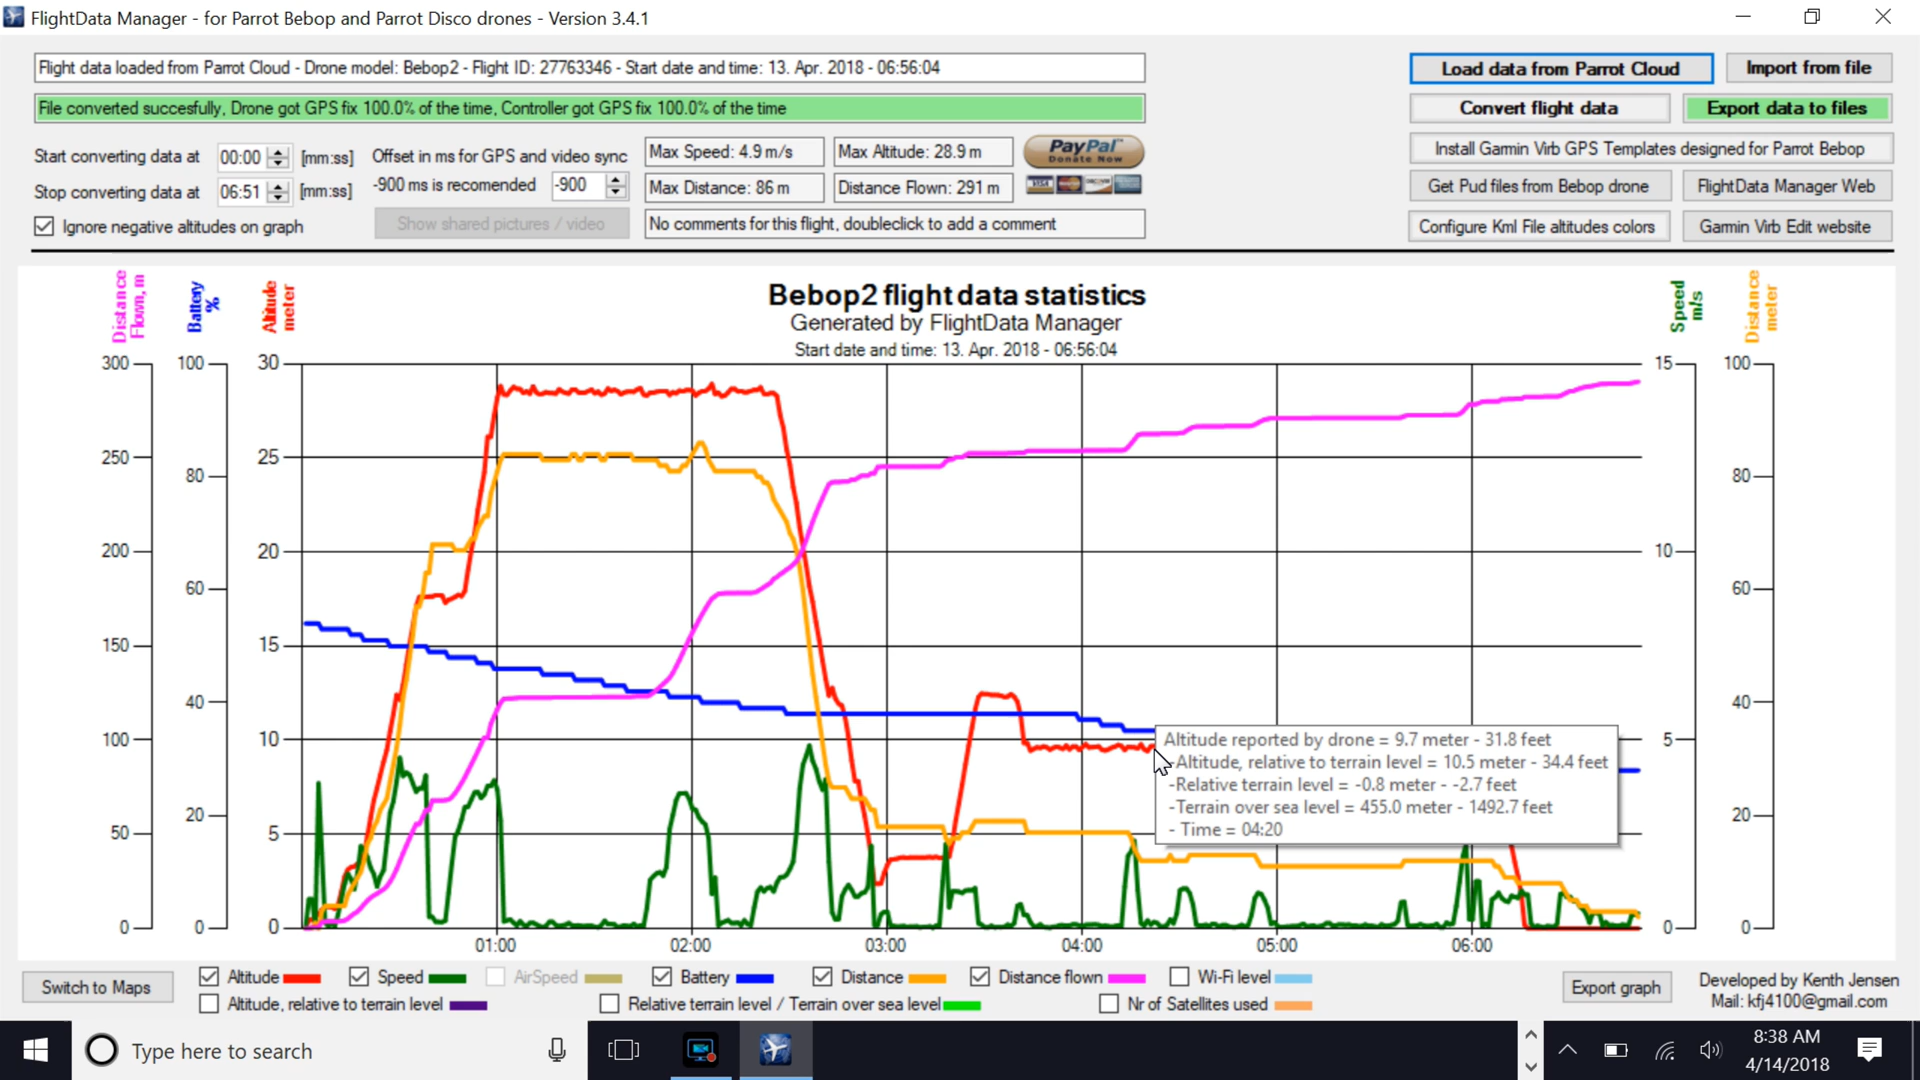 FlightData Manager - for Parrot Bebop and Parrot Disco drones - Version 3.4.1
Flight data loaded from Parrot Cloud - Drone model: Bebop2 - Flight ID: 27763346 - Start date and time: 13. Apr. 2018 - 06:56:04
Load data from Parrot Cloud
Import from file
File converted succesfully, Drone got GPS fix 100.0% of the time, Controller got GPS fix 100.0% of the time
Convert flight data
Export data to files
Start converting data at 00:00 [mm:ss]
Offset in ms for GPS and video sync
Max Speed: 4.9 m/s
Max Altitude: 28.9 m
PayPal
Donate Now
Install Garmin Virb GPS Templates designed for Parrot Bebop
Stop converting data at 06:51 [mm:ss]
-900 ms is recomended -900
Max Distance: 86 m
Distance Flown: 291 m
VISA
Get Pud files from Bebop drone
FlightData Manager Web
Ignore negative altitudes on graph
Show shared pictures / video
No comments for this flight, doubleclick to add a comment
Configure Kml File altitudes colors
Garmin Virb Edit website
Distance
Flown, m
Battery
%
Altitude
meter
Bebop2 flight data statistics
Generated by FlightData Manager
Start date and time: 13. Apr. 2018 - 06:56:04
Speed
m/s
Distance
meter
300
250
200
150
100
50
0
100
80
60
40
20
0
30
25
20
15
10
5
0
15
10
5
0
100
80
60
40
20
0
Altitude reported by drone = 9.7 meter - 31.8 feet
-Altitude, relative to terrain level = 10.5 meter - 34.4 feet
-Relative terrain level = -0.8 meter - -2.7 feet
-Terrain over sea level = 455.0 meter - 1492.7 feet
- Time = 04:20
01:00 02:00 03:00 04:00 05:00 06:00
Switch to Maps
Altitude
Speed
AirSpeed
Battery
Distance
Distance flown
Wi-Fi level
Altitude, relative to terrain level
Relative terrain level / Terrain over sea level
Nr of Satellites used
Export graph
Developed by Kenth Jensen
Mail: kfj4100@gmail.com
Type here to search
8:38 AM
4/14/2018